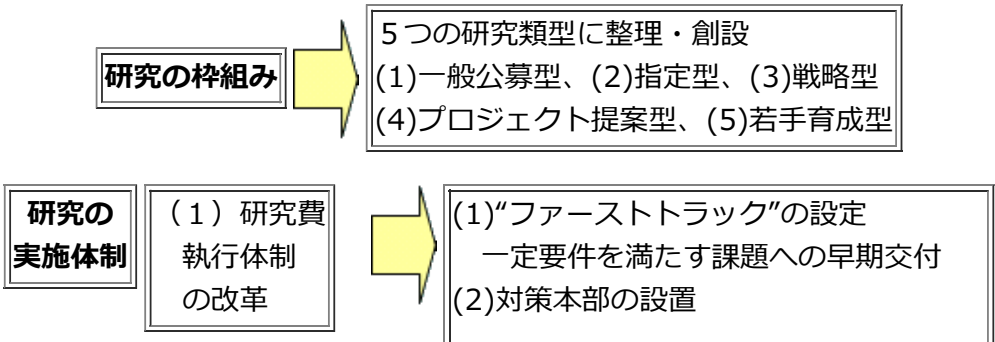 研究の枠組み
５つの研究類型に整理・創設
(1)一般公募型、(2)指定型、(3)戦略型
(4)プロジェクト提案型、(5)若手育成型
研究の
実施体制
（１）研究費
執行体制
の改革
(1)“ファーストトラック”の設定
一定要件を満たす課題への早期交付
(2)対策本部の設置